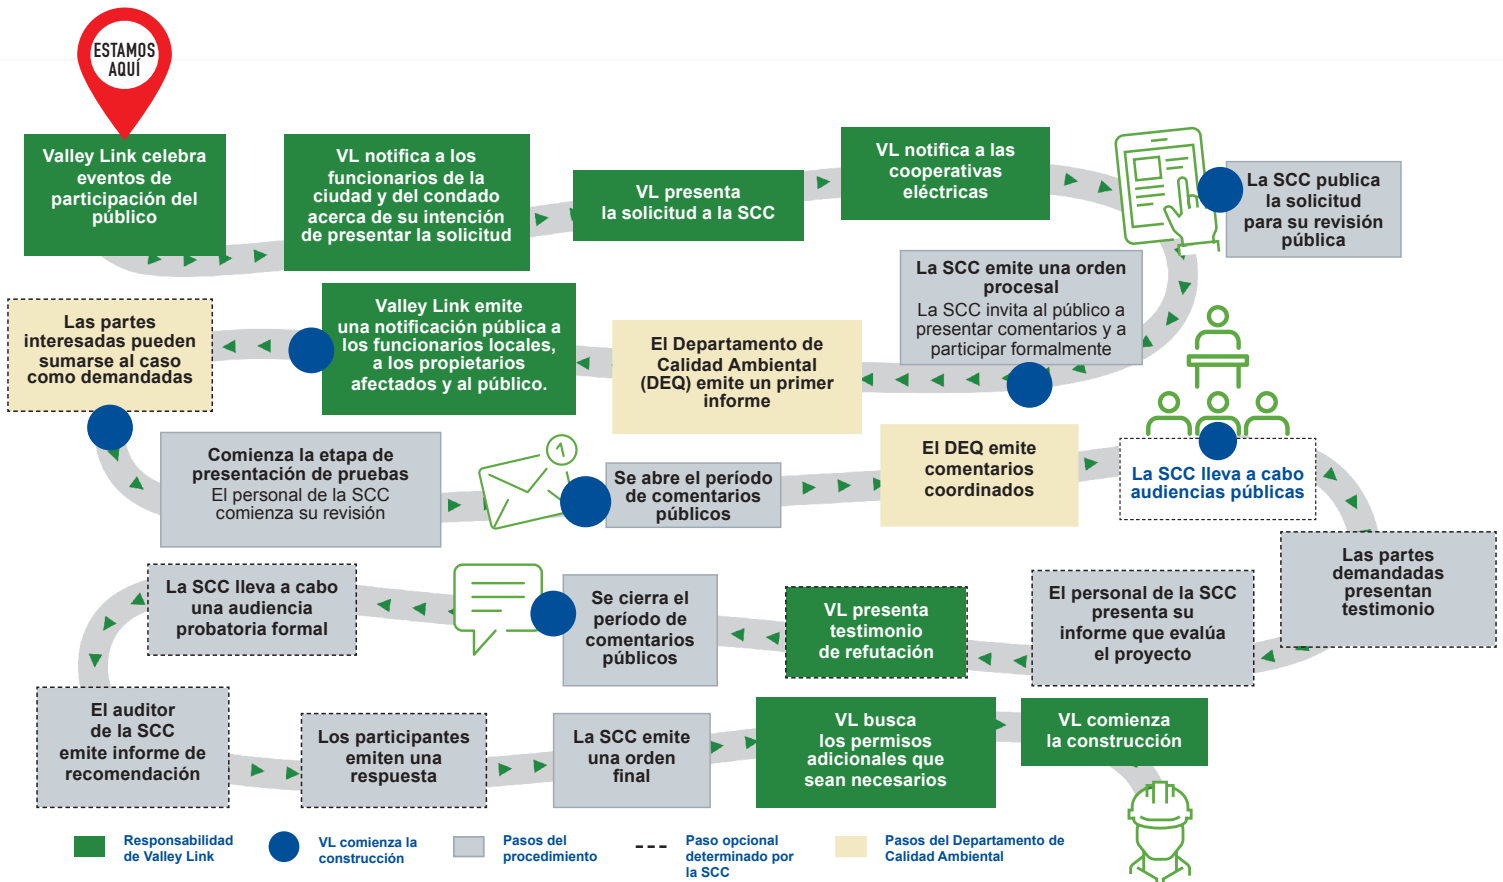 ESTAMOS
AQUÍ
Valley Link celebra
eventos de
participación del
público
VL notifica a los
funcionarios de la
ciudad y del condado
acerca de su intención
de presentar la solicitud
VL presenta
la solicitud a la SCC
VL notifica a las
cooperativas
eléctricas
La SCC publica
la solicitud
para su revisión
pública
La SCC emite una orden
procesal
La SCC invita al público a
presentar comentarios y a
participar formalmente
El Departamento de
Calidad Ambiental
(DEQ) emite un primer
informe
Valley Link emite
una notificación pública a
los funcionarios locales,
a los propietarios
afectados y al público.
Las partes
interesadas pueden
sumarse al caso
como demandadas
Comienza la etapa de
presentación de pruebas
El personal de la SCC
comienza su revisión
1
Se abre el período
de comentarios
públicos
El DEQ emite
comentarios
coordinados
La SCC lleva a cabo
audiencias públicas
Las partes
demandadas
presentan
testimonio
El personal de la SCC
presenta su
informe que evalúa
el proyecto
VL presenta
testimonio
de refutación
Se cierra el
período de
comentarios
públicos
La SCC lleva a cabo
una audiencia
probatoria formal
El auditor
de la SCC
emite informe de
recomendación
Los participantes
emiten una
respuesta
La SCC emite
una orden
final
VL busca
los permisos
adicionales que
sean necesarios
VL comienza
la construcción
Responsabilidad
de Valley Link
VL comienza la
construcción
Pasos del
procedimiento
Paso opcional
determinado por
la SCC
Pasos del Departamento de
Calidad Ambiental